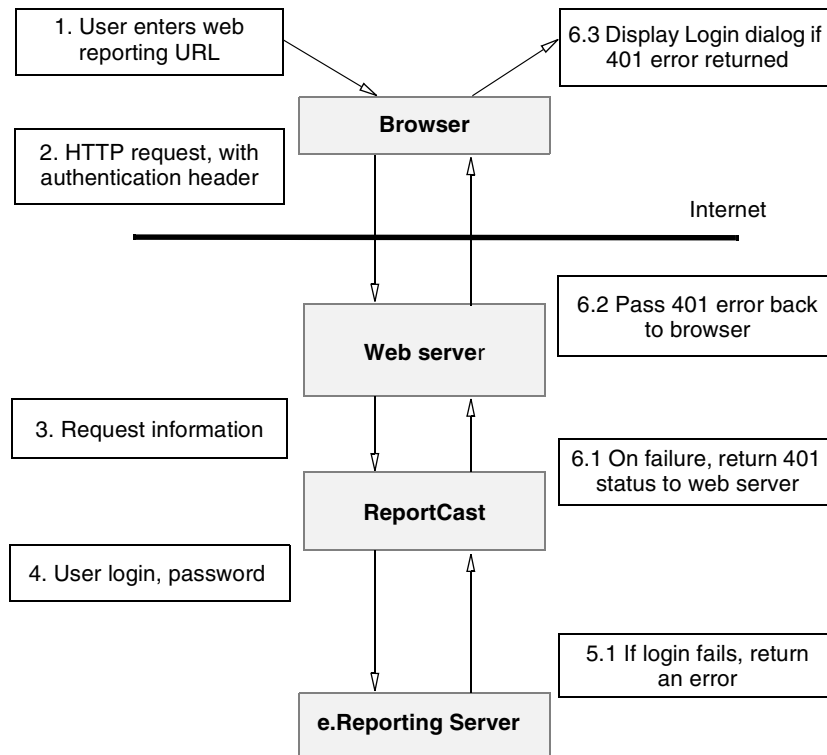 1. User enters web
reporting URL
6.3 Display Login dialog if
401 error returned
Browser
2. HTTP request, with
authentication header
Internet
6.2 Pass 401 error back
to browser
Web server
3. Request information
6.1 On failure, return 401
status to web server
ReportCast
4. User login, password
5.1 If login fails, return
an error
e.Reporting Server